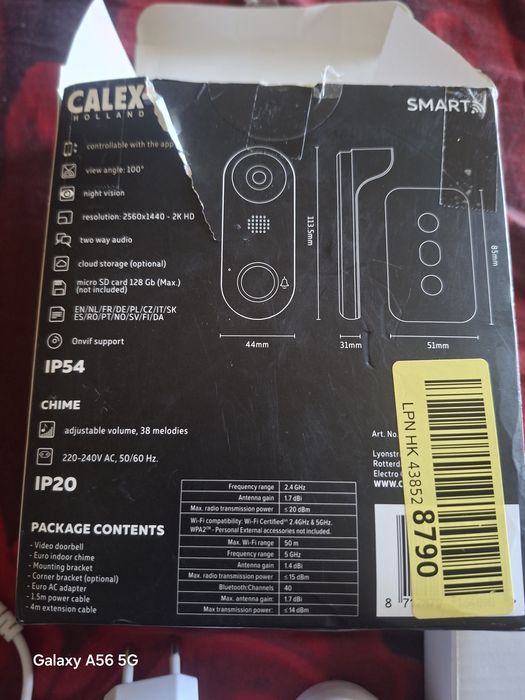 CALEX
HOLLAND
SMART
controllable with the app
view angle: 100°
night vision
resolution: 2560x1440 - 2K HD
two way audio
cloud storage (optional)
micro SD card 128 Gb (Max.)
(not included)
EN/NL/FR/DE/PL/CZ/IT/SK
ES/RO/PT/NO/SV/FI/DA
Onvif support
IP54
113.5mm
85mm
44mm
31mm
51mm
CHIME
adjustable volume, 38 melodies
220-240V AC, 50/60 Hz.
IP20
PACKAGE CONTENTS
- Video doorbell
- Euro indoor chime
- Mounting bracket
- Corner bracket (optional)
- Euro AC adapter
- 1.5m power cable
- 4m extension cable
Frequency range 2.4 GHz
Antenna gain 1.7 dBi
Max. radio transmission power ≤ 20 dBm
Wi-Fi compatibility: Wi-Fi Certified™ 2.4GHz & 5GHz.
WPA2™ - Personal External accessories not included.
Max. Wi-Fi range 50 m
Frequency range 5 GHz
Antenna gain 1.4 dBi
Max. radio transmission power ≤ 15 dBm
Bluetooth:Channels 40
Max. antenna gain: 1.7 dBi
Max transmission power: ≤ 14 dBm
Art. No.
Lyonstr
Rotterda
Electro
www.c
LPN HK 43852
8790
8
Galaxy A56 5G